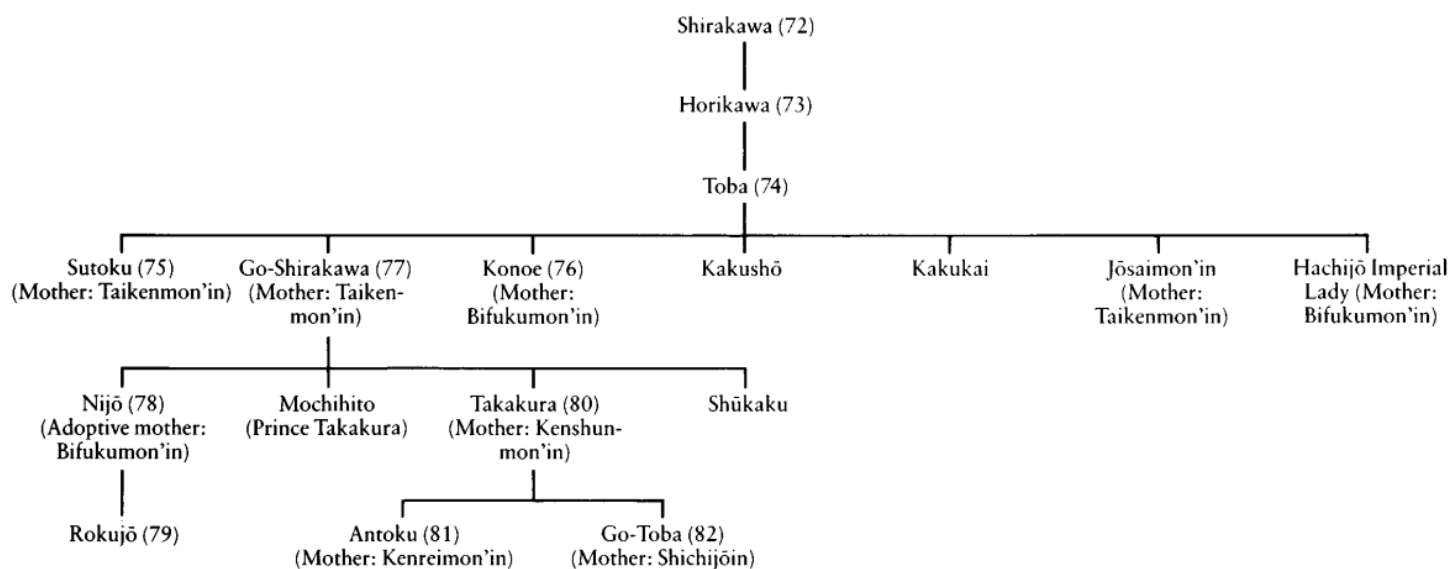 Shirakawa (72)
Horikawa (73)
Toba (74)
Sutoku (75)
(Mother: Taikenmon'in)
Go-Shirakawa (77)
(Mother: Taiken-
mon'in)
Konoe (76)
(Mother:
Bifukumon'in)
Kakushō
Kakukai
Jōsaimon'in
(Mother:
Taikenmon'in)
Hachijō Imperial
Lady (Mother:
Bifukumon'in)
Nijō (78)
(Adoptive mother:
Bifukumon'in)
Mochihito
(Prince Takakura)
Takakura (80)
(Mother: Kenshun-
mon'in)
Shūkaku
Rokujō (79)
Antoku (81)
(Mother: Kenreimon'in)
Go-Toba (82)
(Mother: Shichijōin)